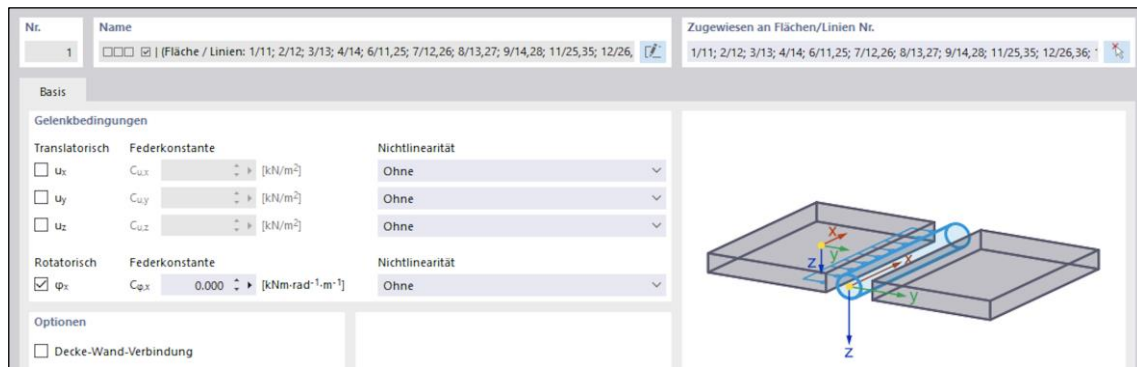 Nr.
Name
Zugewiesen an Flächen/Linien Nr.
1
□□□ ☑ | (Fläche / Linien: 1/11; 2/12; 3/13; 4/14; 6/11,25; 7/12,26; 8/13,27; 9/14,28; 11/25,35; 12/26,
1/11; 2/12; 3/13; 4/14; 6/11,25; 7/12,26; 8/13,27; 9/14,28; 11/25,35; 12/26,36;
Basis
Gelenkbedingungen
Translatorisch Federkonstante Nichtlinearität
☐ ux Cu,x [kN/m²] Ohne
☐ uy Cu,y [kN/m²] Ohne
☐ uz Cu,z [kN/m²] Ohne
Rotatorisch Federkonstante Nichtlinearität
☑ φx Cφ,x 0.000 [kNm·rad⁻¹·m⁻¹] Ohne
Optionen
☐ Decke-Wand-Verbindung
x
y
z
x
y
z